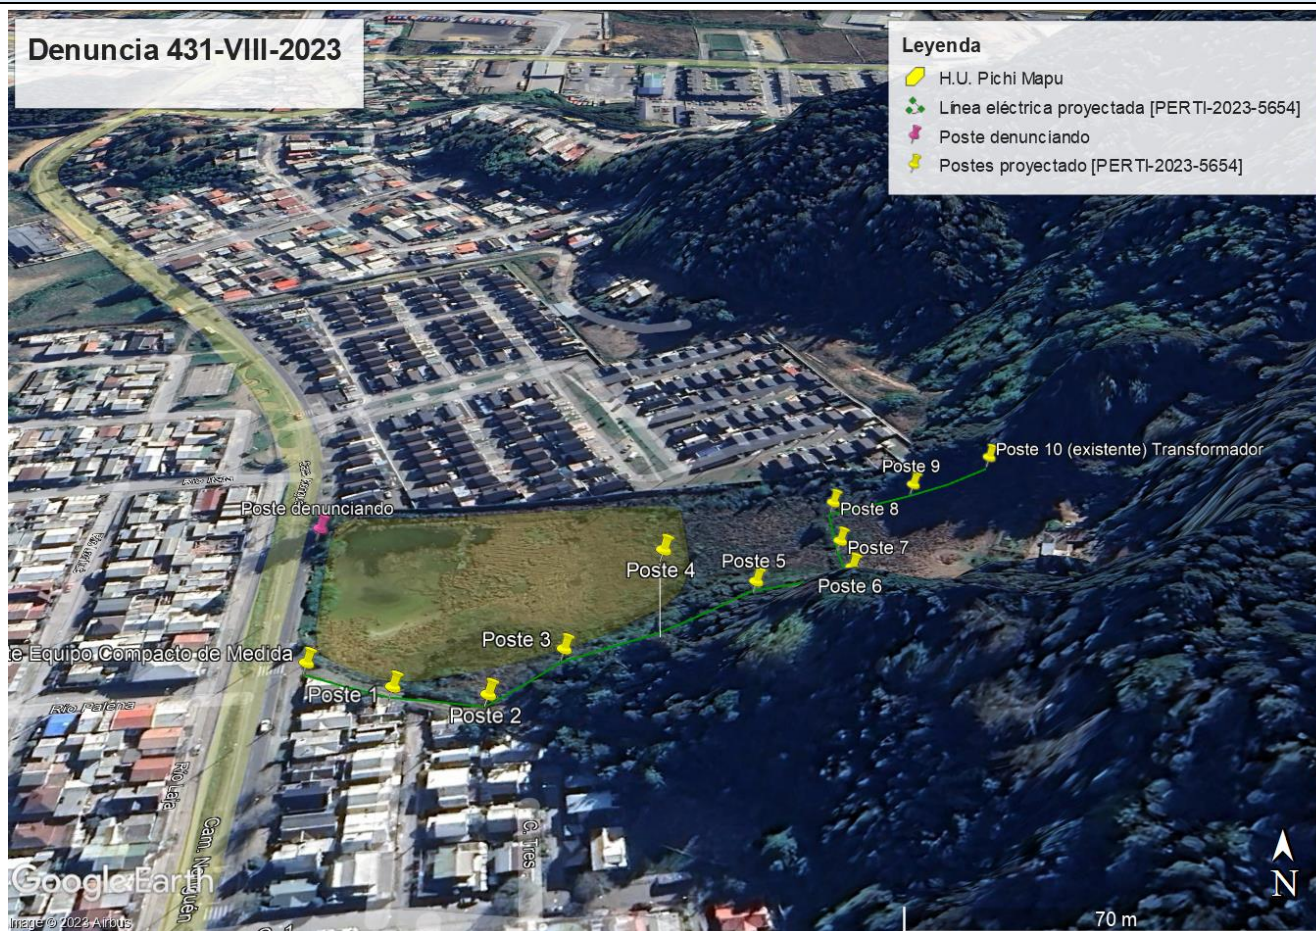 Denuncia 431-VIII-2023
Leyenda
H.U. Pichi Mapu
Línea eléctrica proyectada [PERTI-2023-5654]
Poste denunciando
Postes proyectado [PERTI-2023-5654]
Poste 10 (existente) Transformador
Poste 9
Poste denunciando
Poste 8
Poste 7
Poste 5
Poste 4
Poste 6
Poste 3
te Equipo Compacto de Medida
Poste 1
Río Palena
Poste 2
Río Laja
C. Tres
Google Earth
N
70 m
Image © 2023 Airbus